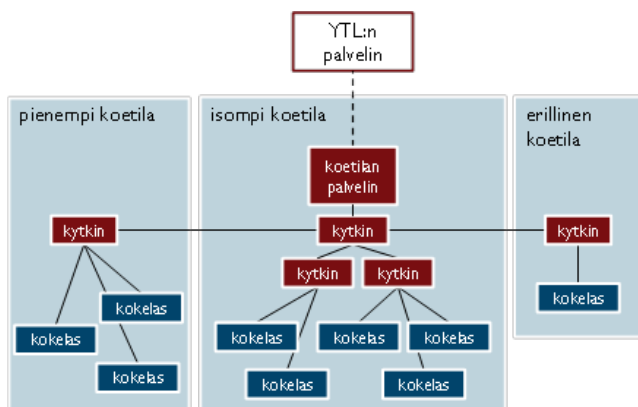 YTL:n
palvelin
pienempi koetila
isompi koetila
erillinen
koetila
koetilan
palvelin
kytkin
kytkin
kytkin
kytkin
kytkin
kokelas
kokelas
kokelas
kokelas
kokelas
kokelas
kokelas
kokelas
kokelas